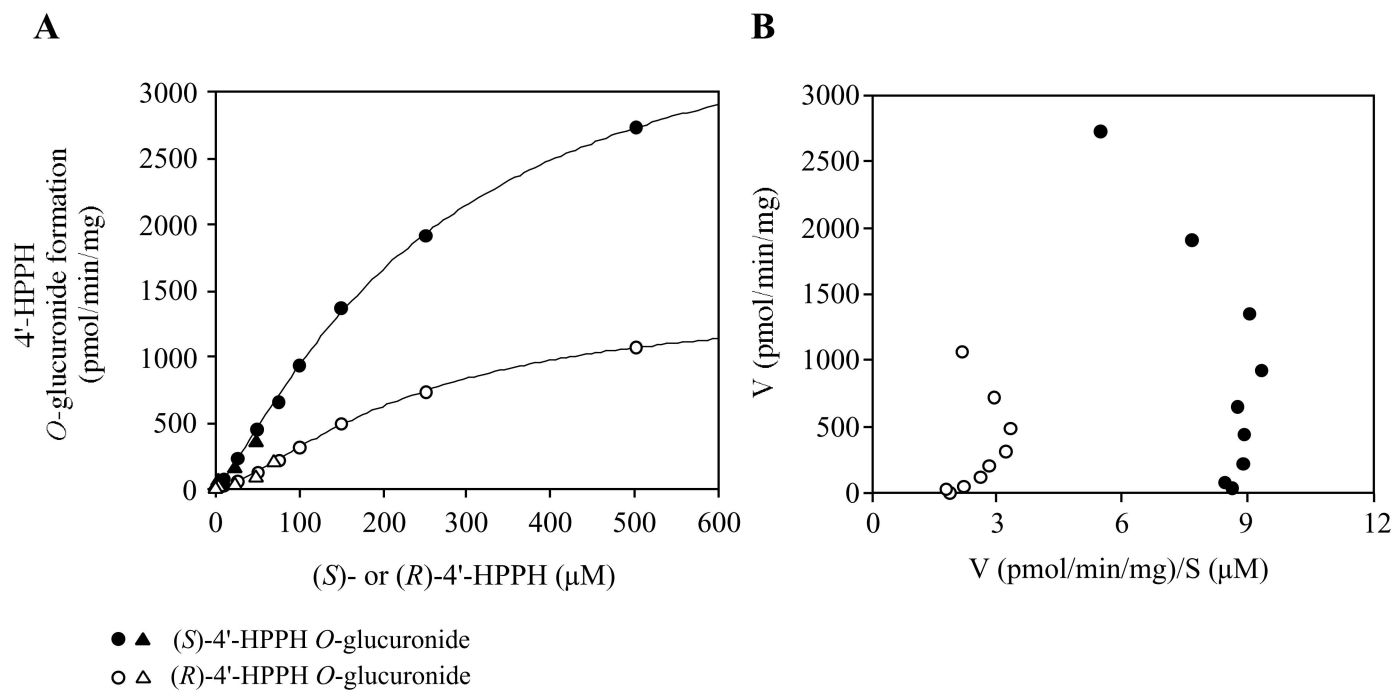 A
4'-HPPH
O-glucuronide formation
(pmol/min/mg)
3000
2500
2000
1500
1000
500
0
0 100 200 300 400 500 600
(S)- or (R)-4'-HPPH (μM)
B
V (pmol/min/mg)
3000
2500
2000
1500
1000
500
0
0 3 6 9 12
V (pmol/min/mg)/S (μM)
(S)-4'-HPPH O-glucuronide
(R)-4'-HPPH O-glucuronide